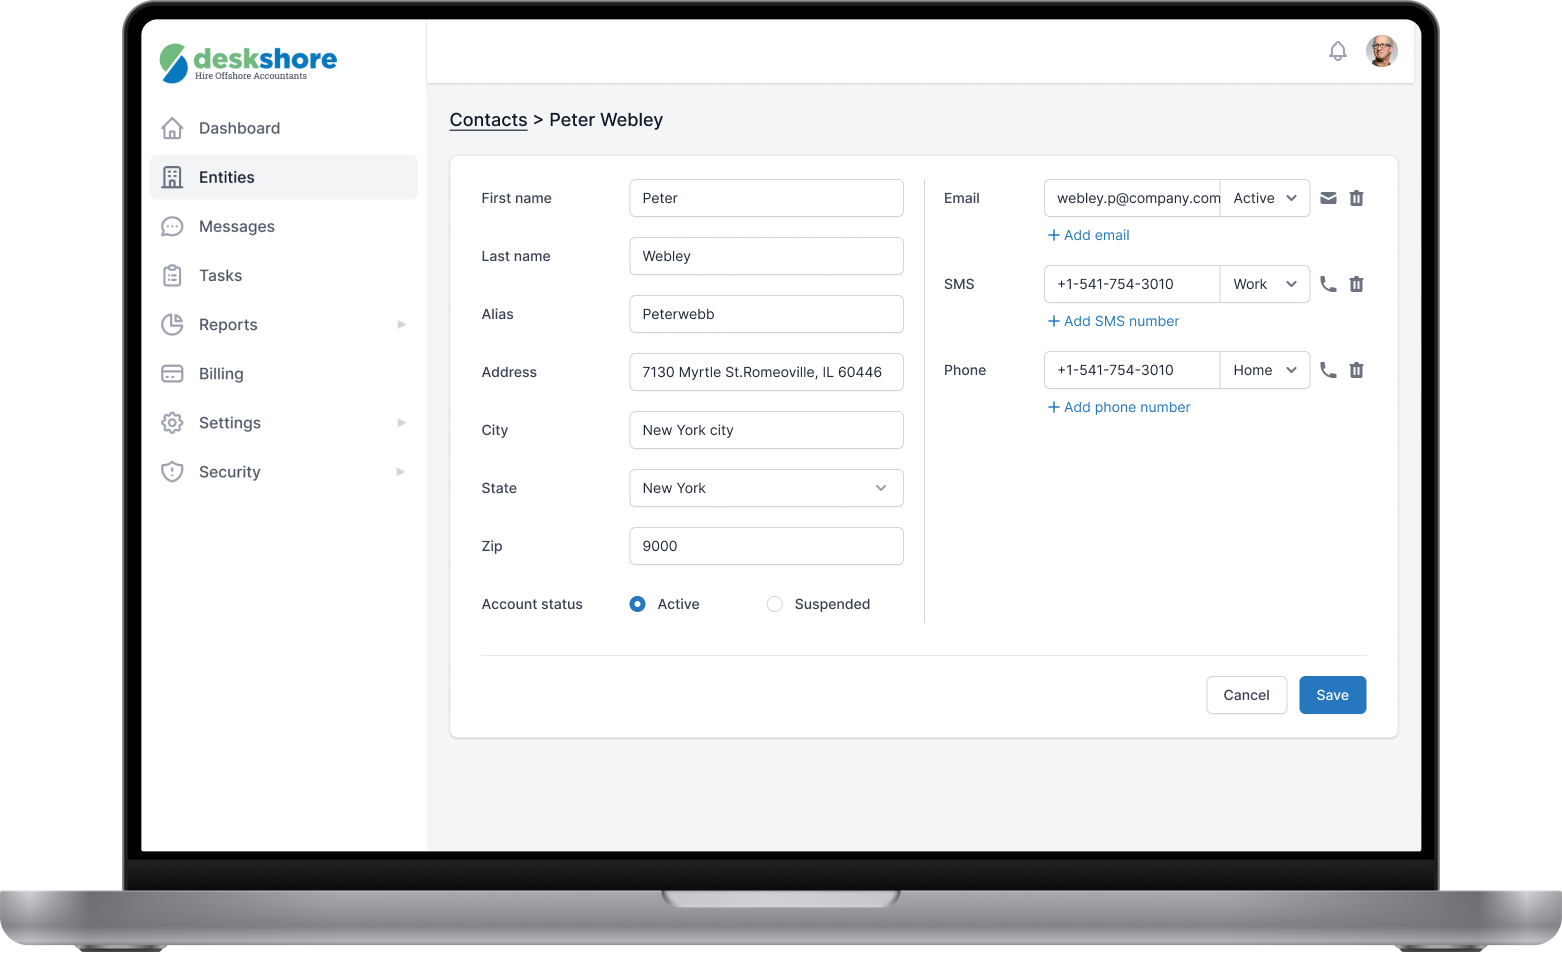 deskshore
Hire Offshore Accountants
Dashboard
Entities
Messages
Tasks
Reports
Billing
Settings
Security
Contacts > Peter Webley
First name Peter
Last name Webley
Alias Peterwebb
Address 7130 Myrtle St.Romeoville, IL 60446
City New York city
State New York
Zip 9000
Account status Active Suspended
Email webley.p@company.com Active
+ Add email
SMS +1-541-754-3010 Work
+ Add SMS number
Phone +1-541-754-3010 Home
+ Add phone number
Cancel Save